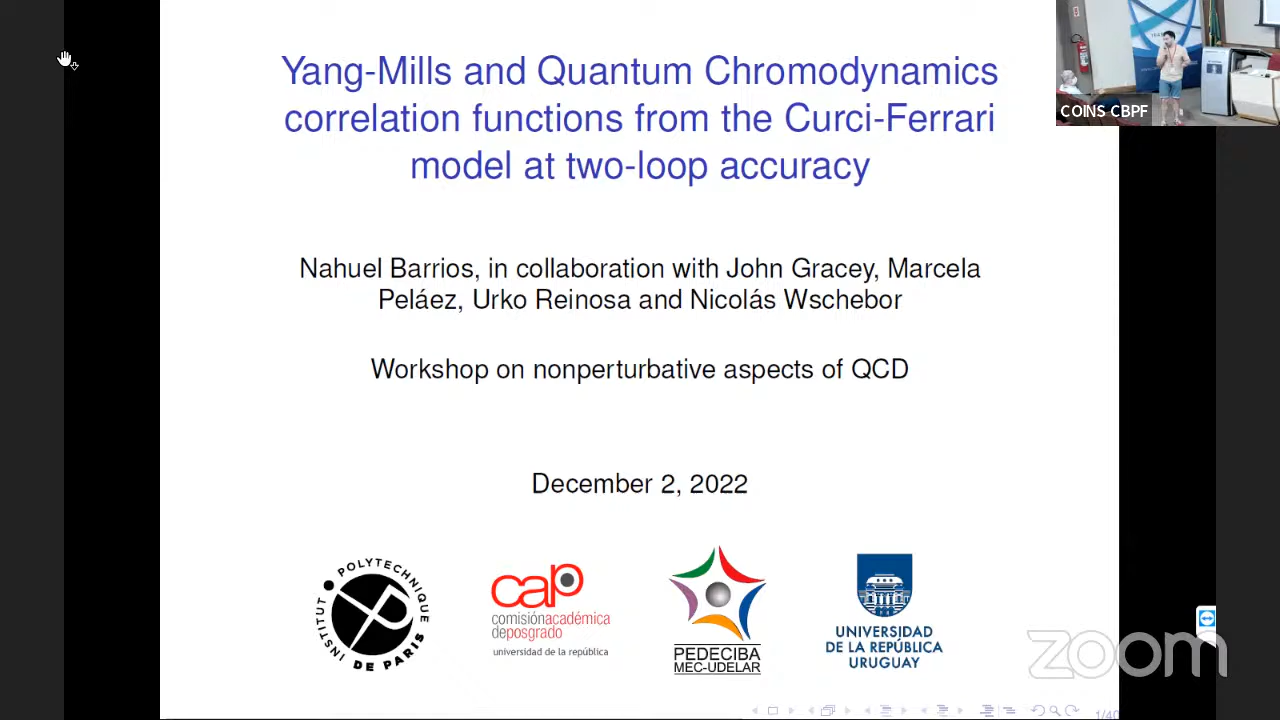 Yang-Mills and Quantum Chromodynamics
correlation functions from the Curci-Ferrari
model at two-loop accuracy
COINS CBPF
Nahuel Barrios, in collaboration with John Gracey, Marcela
Peláez, Urko Reinosa and Nicolás Wschebor
Workshop on nonperturbative aspects of QCD
December 2, 2022
INSTITUT POLYTECHNIQUE DE PARIS
cap
comisiónacadémica
deposgrado
universidad de la república
PEDECIBA
MEC-UDELAR
UNIVERSIDAD
DE LA REPÚBLICA
URUGUAY
zoom
1/40